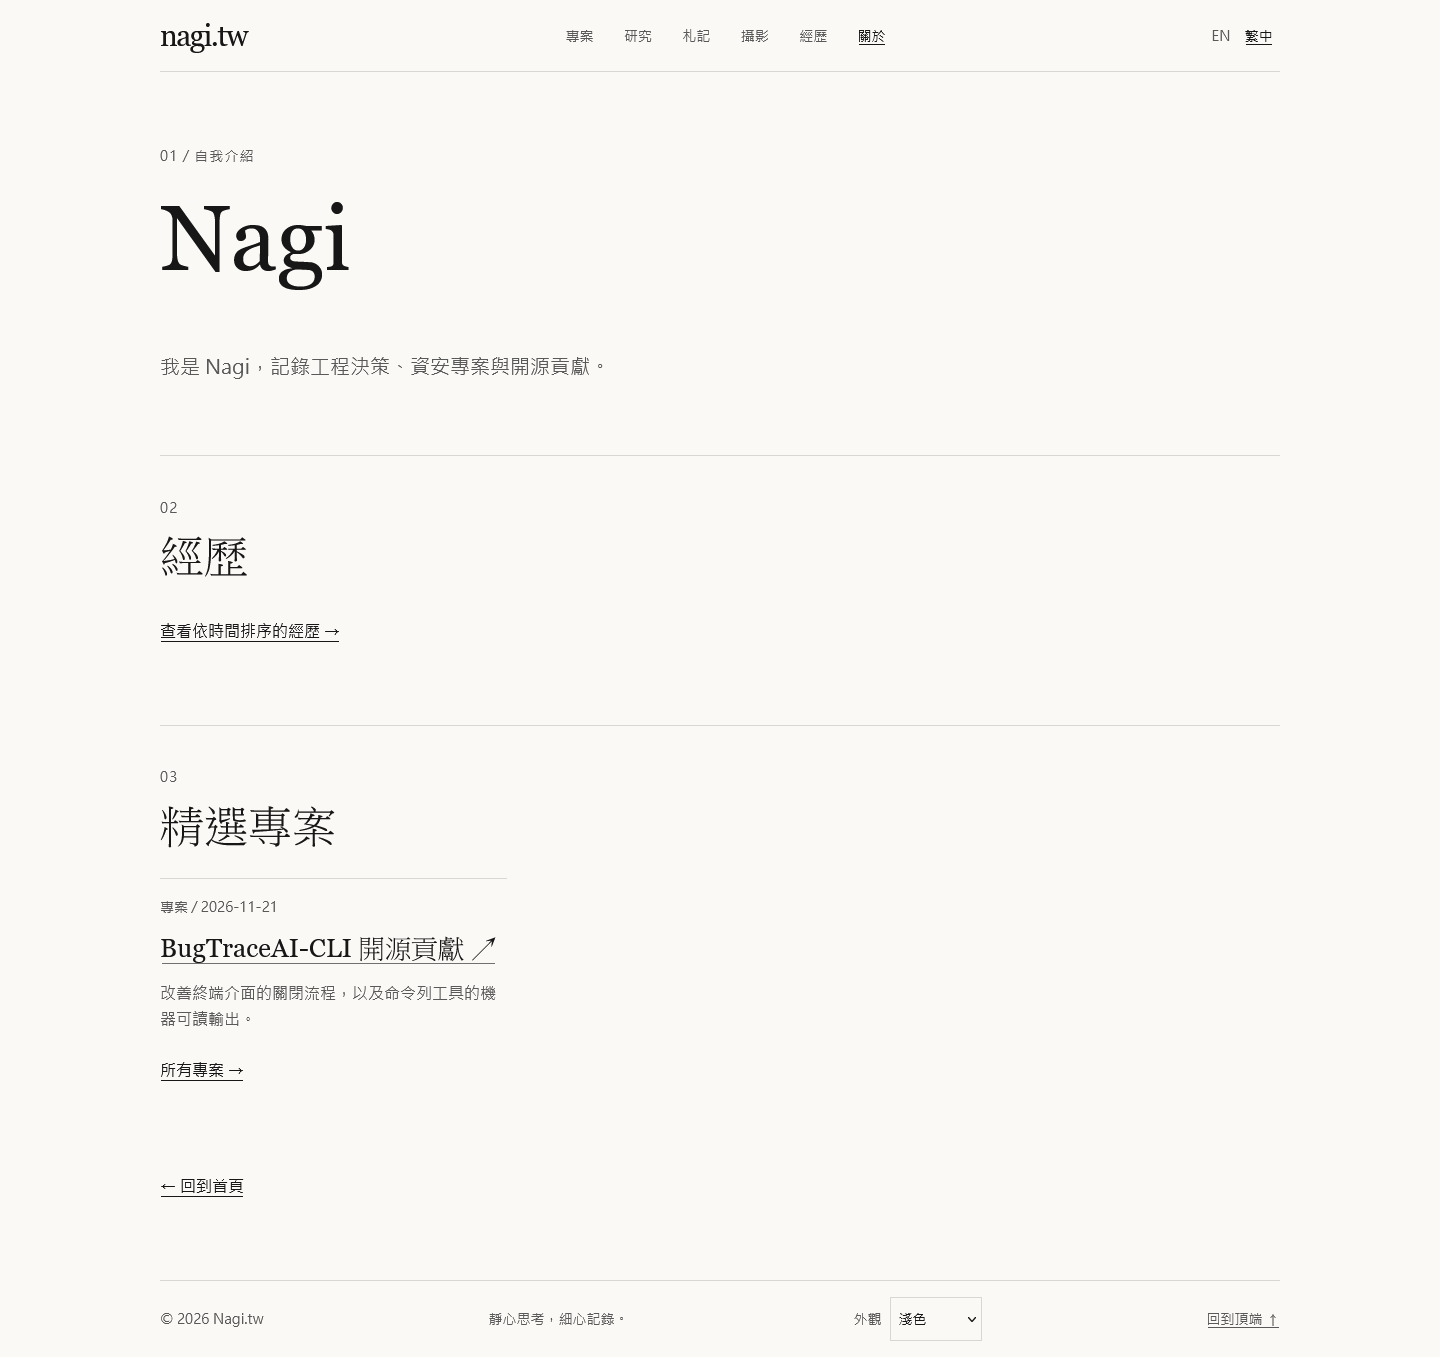 nagi.tw
專案 研究 札記 攝影 經歷 關於
EN 繁中
01 / 自我介紹
Nagi
我是 Nagi，記錄工程決策、資安專案與開源貢獻。
02
經歷
查看依時間排序的經歷 →
03
精選專案
專案 / 2026-11-21
BugTraceAI-CLI 開源貢獻 ↗
改善終端介面的關閉流程，以及命令列工具的機
器可讀輸出。
所有專案 →
← 回到首頁
© 2026 Nagi.tw
靜心思考，細心記錄。
外觀 淺色
回到頂端 ↑